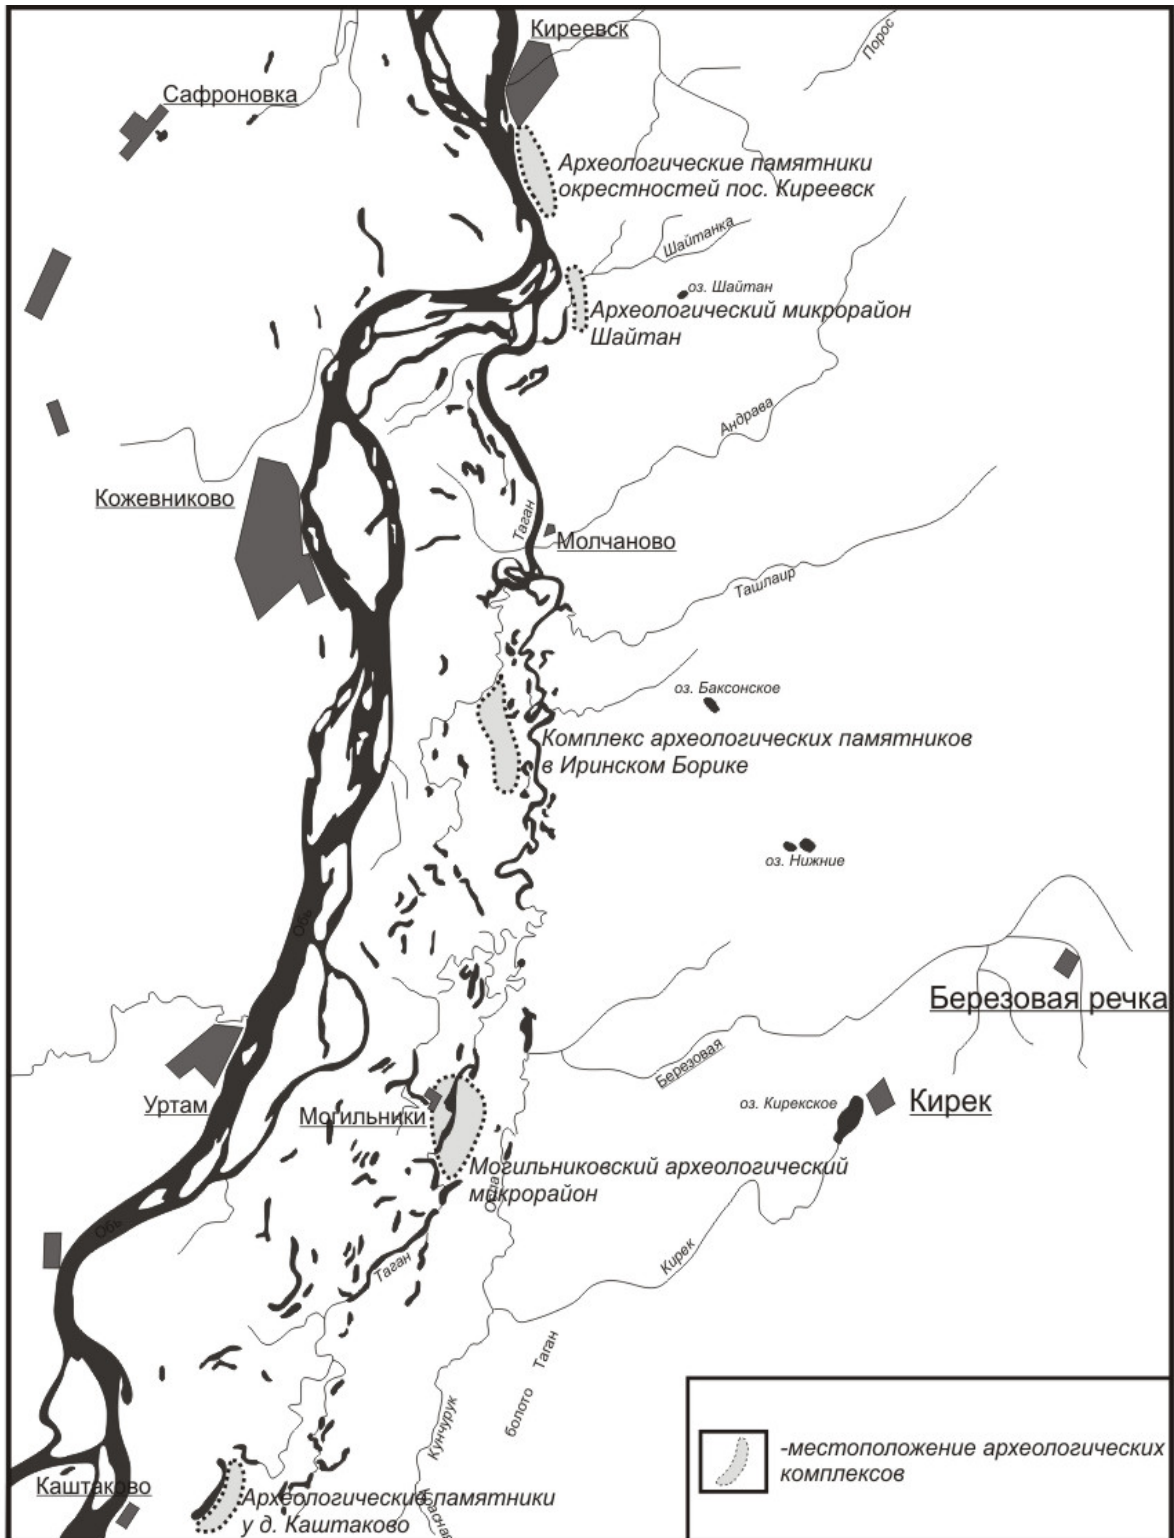 Киреевск
Порос
Сафроновка
Археологические памятники
окрестностей пос. Киреевск
Шайтанка
оз. Шайтан
Археологический микрорайон
Шайтан
Андрава
Кожевниково
Таган
Молчаново
Ташлаир
оз. Баксонское
Комплекс археологических памятников
в Иринском Борике
оз. Нижние
Обь
Березовая речка
Березовая
Уртам
Могильники
оз. Кирекское
Кирек
Могильниковский археологический
микрорайон
Обь
Таган
Кирек
болото Таган
Кунчурук
-местоположение археологических
комплексов
Каштаково
Археологические памятники
у д. Каштаково